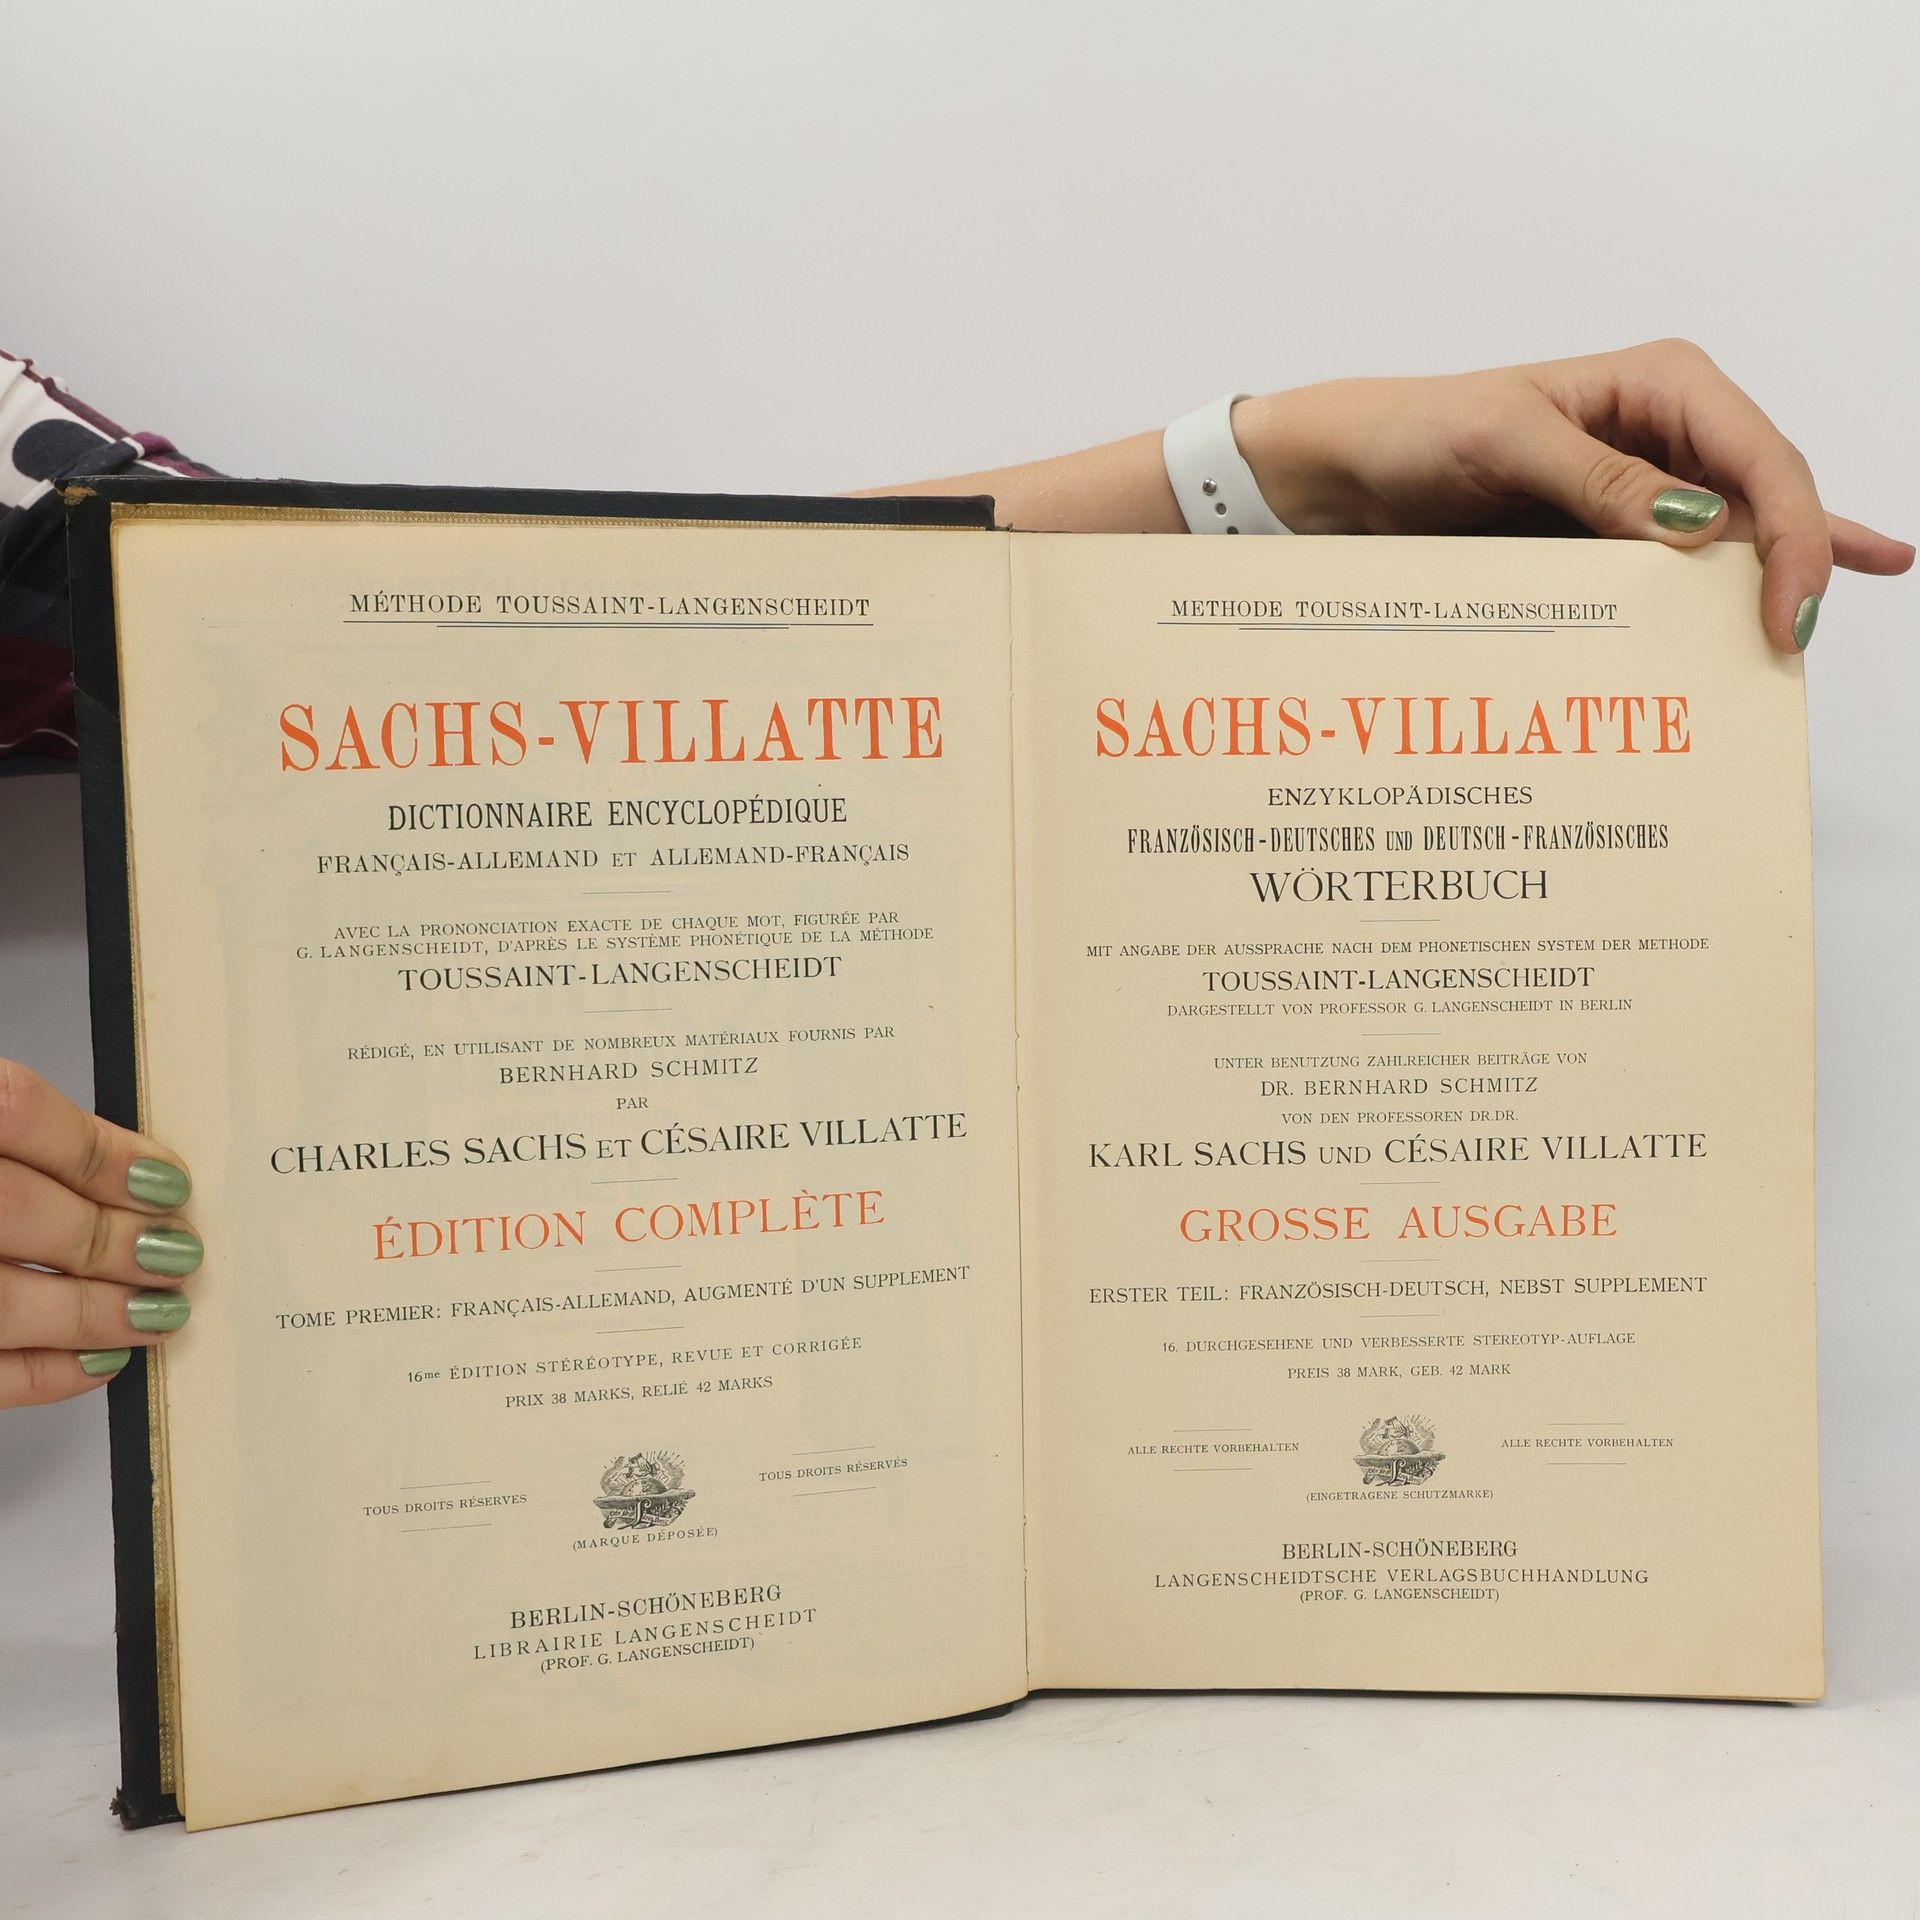 MÉTHODE TOUSSAINT-LANGENSCHEIDT
SACHS-VILLATTE
DICTIONNAIRE ENCYCLOPÉDIQUE
FRANÇAIS-ALLEMAND ET ALLEMAND-FRANÇAIS
AVEC LA PRONONCIATION EXACTE DE CHAQUE MOT, FIGURÉE PAR
G. LANGENSCHEIDT, D'APRÈS LE SYSTÈME PHONÉTIQUE DE LA MÉTHODE
TOUSSAINT-LANGENSCHEIDT
RÉDIGÉ, EN UTILISANT DE NOMBREUX MATÉRIAUX FOURNIS PAR
BERNHARD SCHMITZ
PAR
CHARLES SACHS ET CÉSAIRE VILLATTE
ÉDITION COMPLÈTE
TOME PREMIER: FRANÇAIS-ALLEMAND, AUGMENTÉ D'UN SUPPLEMENT
16me ÉDITION STÉRÉOTYPE, REVUE ET CORRIGÉE
PRIX 38 MARKS, RELIÉ 42 MARKS
TOUS DROITS RÉSERVÉS
TOUS DROITS RÉSERVÉS
(MARQUE DÉPOSÉE)
BERLIN-SCHÖNEBERG
LIBRAIRIE LANGENSCHEIDT
(PROF. G. LANGENSCHEIDT)
METHODE TOUSSAINT-LANGENSCHEIDT
SACHS-VILLATTE
ENZYKLOPÄDISCHES
FRANZÖSISCH-DEUTSCHES UND DEUTSCH-FRANZÖSISCHES
WÖRTERBUCH
MIT ANGABE DER AUSSPRACHE NACH DEM PHONETISCHEN SYSTEM DER METHODE
TOUSSAINT-LANGENSCHEIDT
DARGESTELLT VON PROFESSOR G. LANGENSCHEIDT IN BERLIN
UNTER BENUTZUNG ZAHLREICHER BEITRÄGE VON
DR. BERNHARD SCHMITZ
VON DEN PROFESSOREN DR.DR.
KARL SACHS UND CÉSAIRE VILLATTE
GROSSE AUSGABE
ERSTER TEIL: FRANZÖSISCH-DEUTSCH, NEBST SUPPLEMENT
16. DURCHGESEHENE UND VERBESSERTE STEREOTYP-AUFLAGE
PREIS 38 MARK, GEB. 42 MARK
ALLE RECHTE VORBEHALTEN
ALLE RECHTE VORBEHALTEN
(EINGETRAGENE SCHUTZMARKE)
BERLIN-SCHÖNEBERG
LANGENSCHEIDTSCHE VERLAGSBUCHHANDLUNG
(PROF. G. LANGENSCHEIDT)